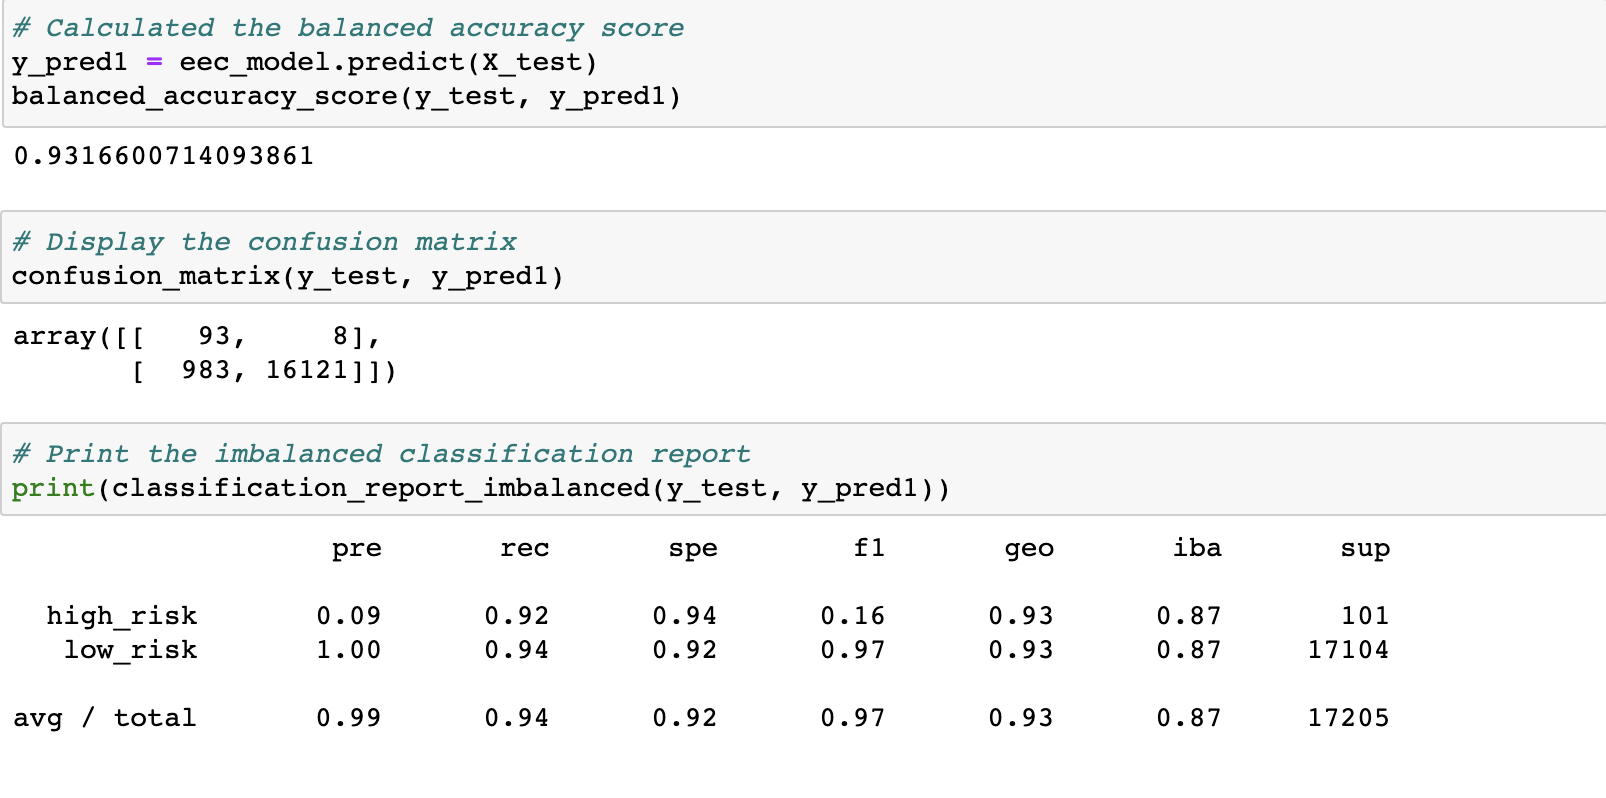 # Calculated the balanced accuracy score
y_pred1 = eec_model.predict(X_test)
balanced_accuracy_score(y_test, y_pred1)
0.9316600714093861
# Display the confusion matrix
confusion_matrix(y_test, y_pred1)
array([[   93,     8],
       [  983, 16121]])
# Print the imbalanced classification report
print(classification_report_imbalanced(y_test, y_pred1))
                   pre       rec       spe        f1       geo       iba       sup
  high_risk       0.09      0.92      0.94      0.16      0.93      0.87       101
   low_risk       1.00      0.94      0.92      0.97      0.93      0.87     17104
avg / total       0.99      0.94      0.92      0.97      0.93      0.87     17205